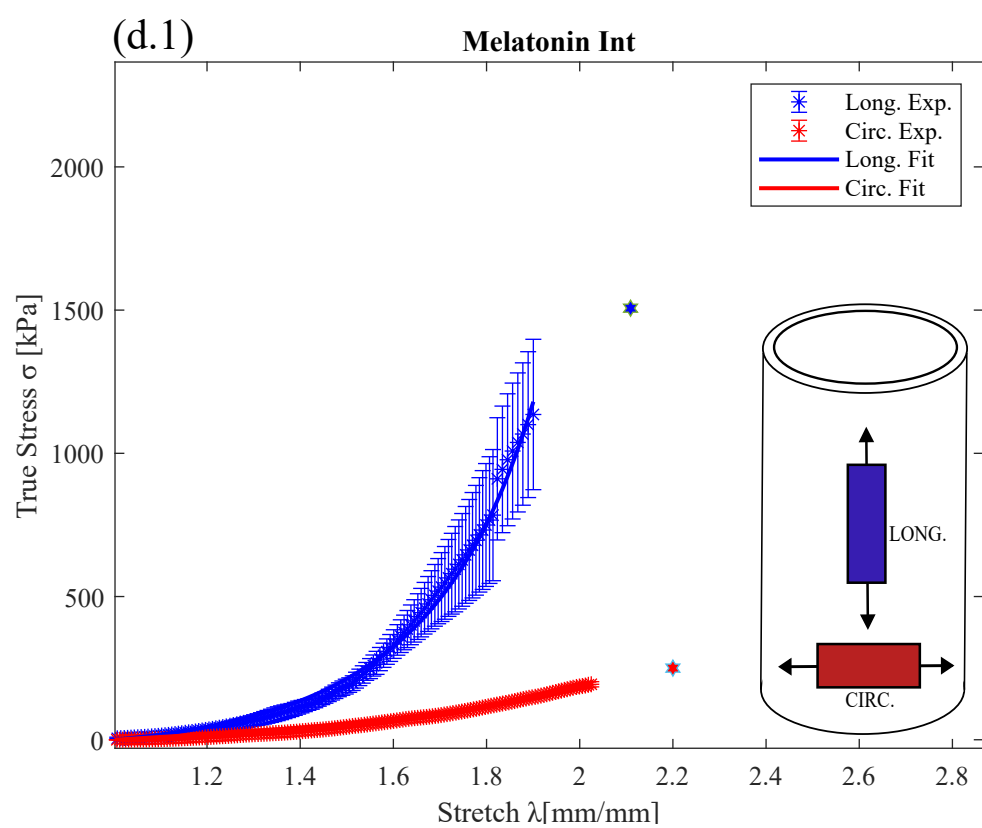 (d.1)
Melatonin Int
Long. Exp.
Circ. Exp.
Long. Fit
Circ. Fit
2000
1500
1000
500
0
True Stress σ [kPa]
LONG.
CIRC.
1.2 1.4 1.6 1.8 2 2.2 2.4 2.6 2.8
Stretch λ[mm/mm]